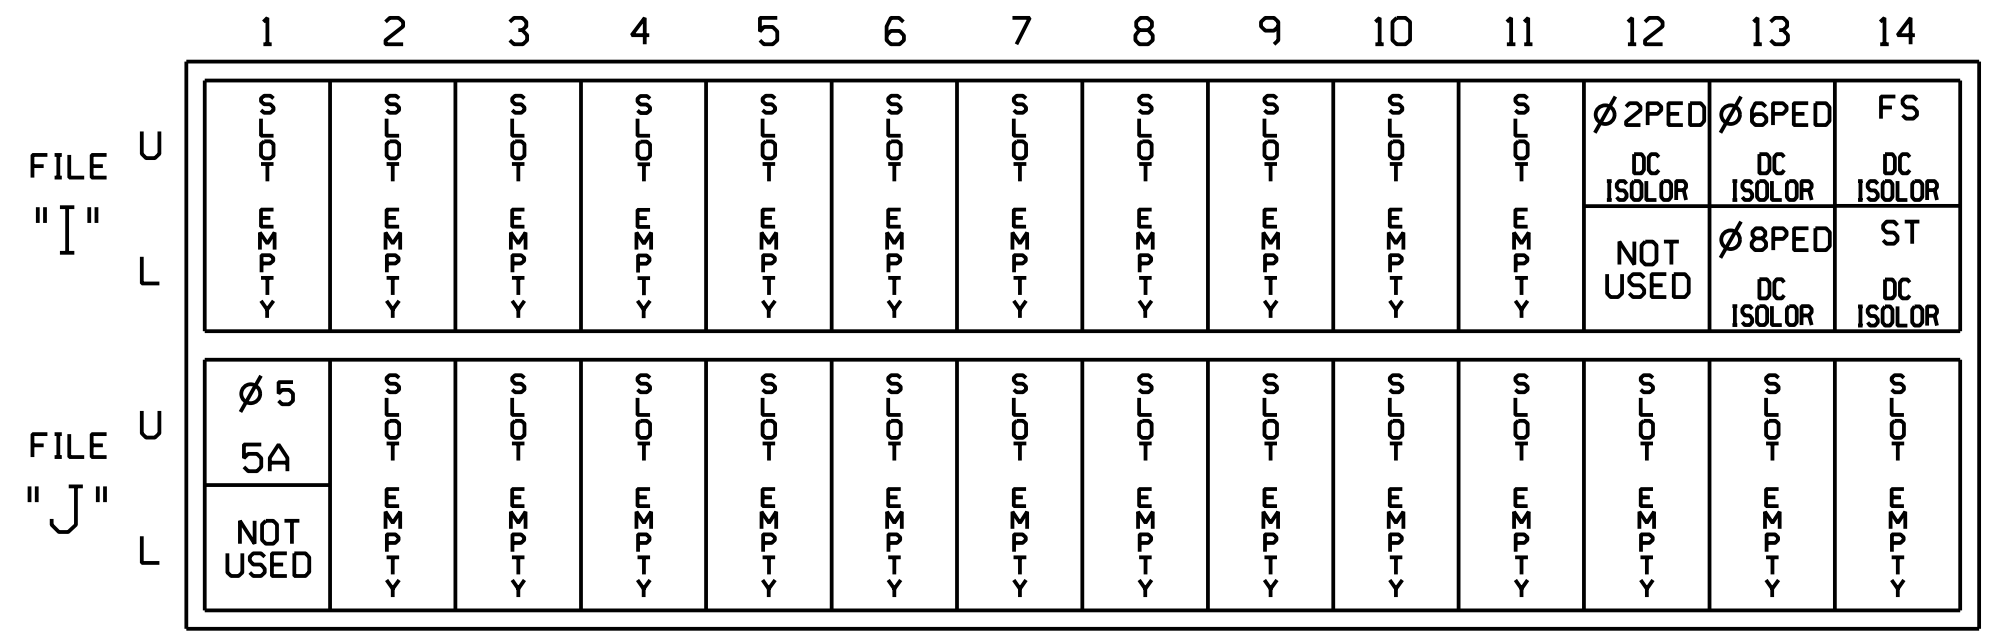 1 2 3 4 5 6 7 8 9 10 11 12 13 14
FILE "I"
U
L
SLOT EMPTY
SLOT EMPTY
SLOT EMPTY
SLOT EMPTY
SLOT EMPTY
SLOT EMPTY
SLOT EMPTY
SLOT EMPTY
SLOT EMPTY
SLOT EMPTY
SLOT EMPTY
Ø 2PED
DC
ISOLOR
NOT
USED
Ø 6PED
DC
ISOLOR
Ø 8PED
DC
ISOLOR
FS
DC
ISOLOR
ST
DC
ISOLOR
FILE "J"
U
L
Ø 5
5A
NOT
USED
SLOT EMPTY
SLOT EMPTY
SLOT EMPTY
SLOT EMPTY
SLOT EMPTY
SLOT EMPTY
SLOT EMPTY
SLOT EMPTY
SLOT EMPTY
SLOT EMPTY
SLOT EMPTY
SLOT EMPTY
SLOT EMPTY